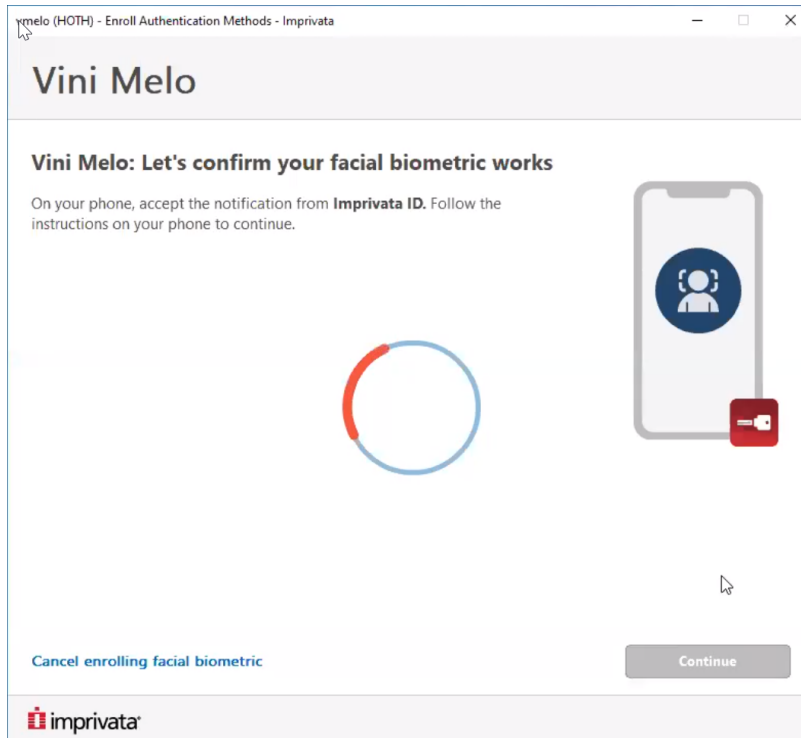 vmelo (HOTH) - Enroll Authentication Methods - Imprivata
Vini Melo
Vini Melo: Let's confirm your facial biometric works
On your phone, accept the notification from Imprivata ID. Follow the
instructions on your phone to continue.
Cancel enrolling facial biometric
Continue
imprivata